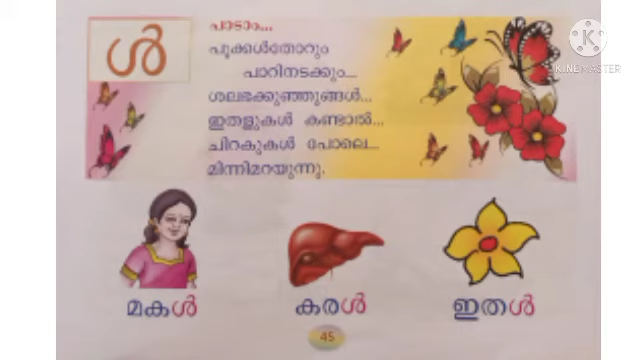 ൾ
പാടാം...
പൂക്കൾതോറും
പാറിനടക്കും...
ശലഭക്കുഞ്ഞുങ്ങൾ...
ഇതളുകൾ കണ്ടാൽ...
ചിറകുകൾ പോലെ...
മിന്നിമറയുന്നു.
മകൾ
കരൾ
ഇതൾ
45
KINEMASTER